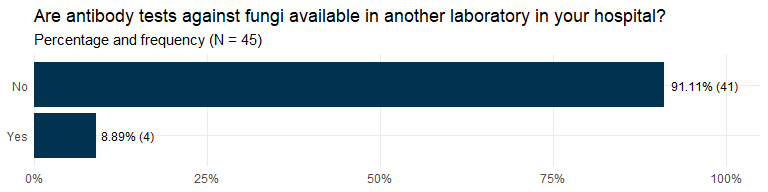 Are antibody tests against fungi available in another laboratory in your hospital?
Percentage and frequency (N = 45)
No 91.11% (41)
Yes 8.89% (4)
0% 25% 50% 75% 100%